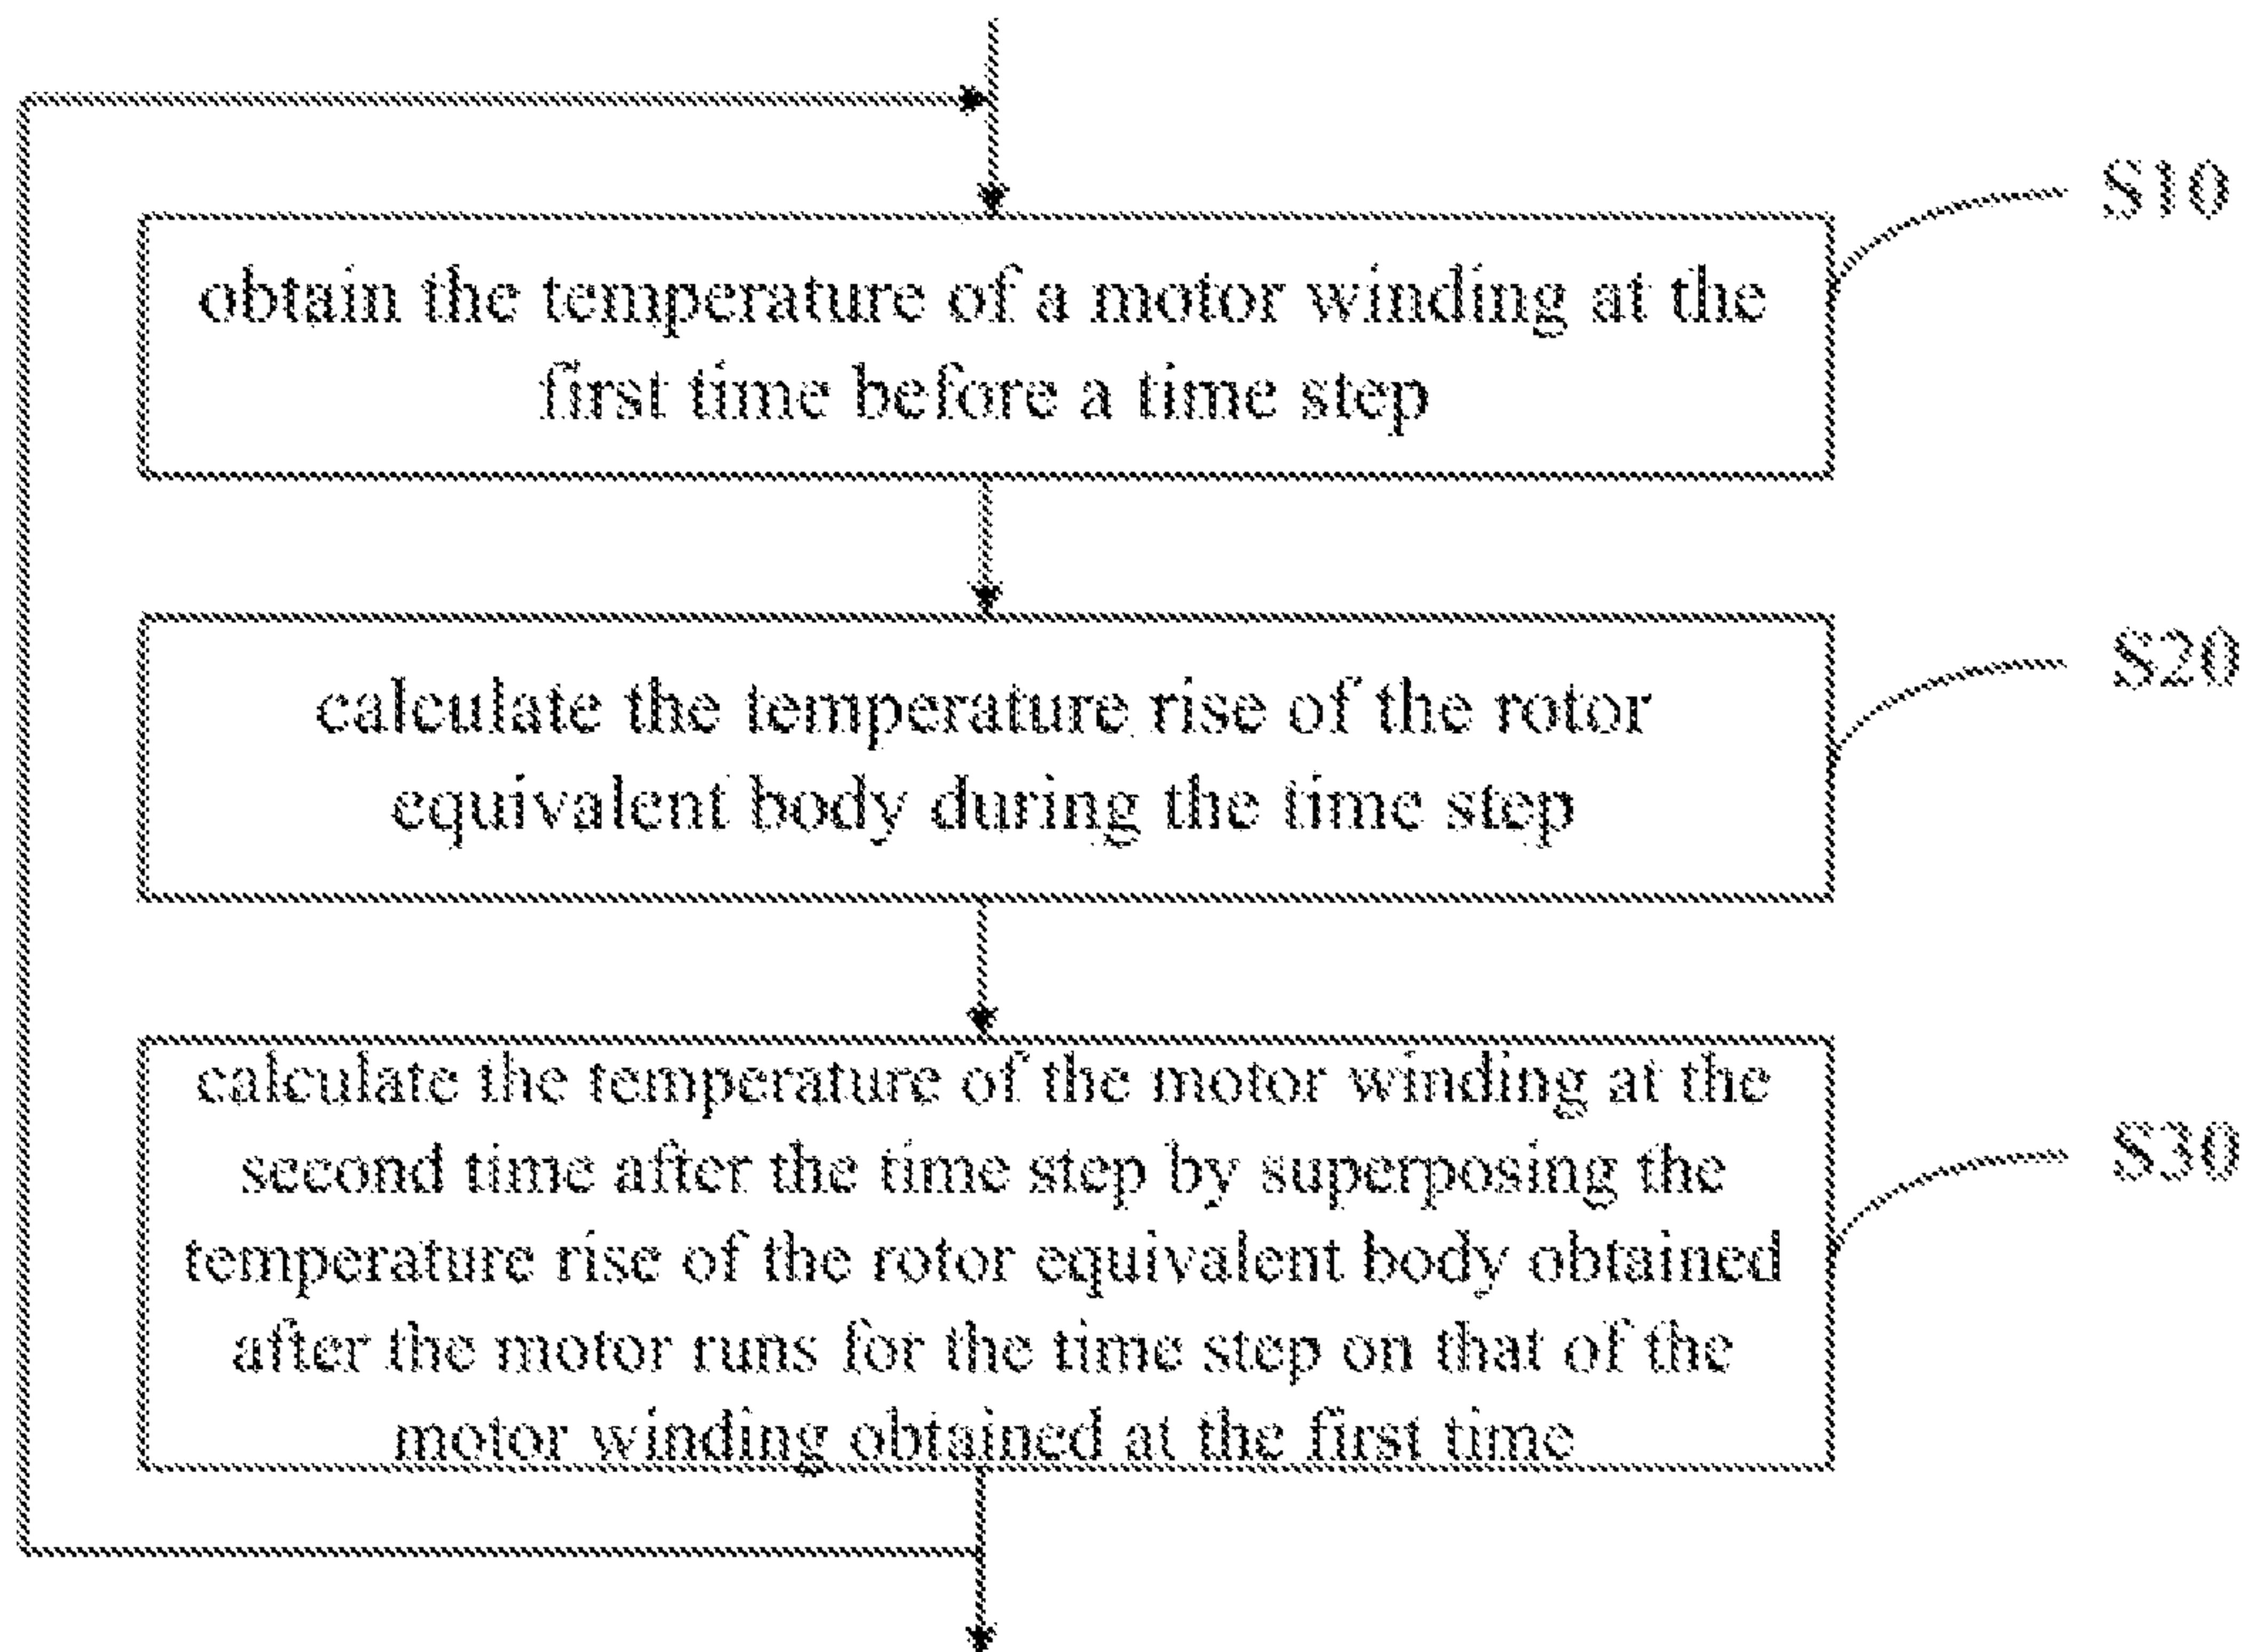 S10
obtain the temperature of a motor winding at the
first time before a time step
S20
calculate the temperature rise of the rotor
equivalent body during the time step
calculate the temperature of the motor winding at the
second time after the time step by superposing the
S30
temperature rise of the rotor equivalent body obtained
after the motor runs for the time step on that of the
motor winding obtained at the first time